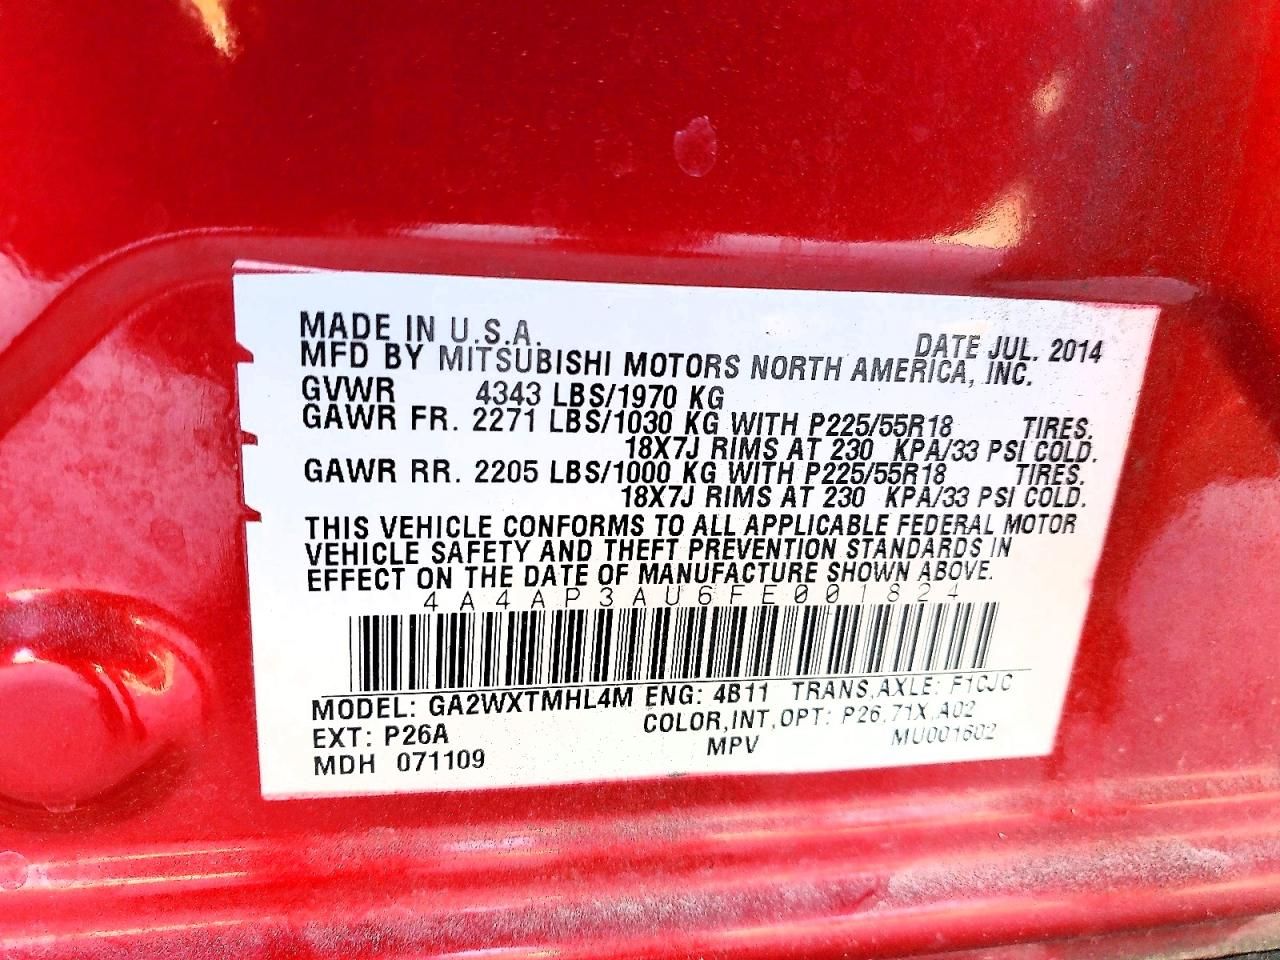 MADE IN U.S.A. DATE JUL. 2014
MFD BY MITSUBISHI MOTORS NORTH AMERICA, INC.
GVWR 4343 LBS/1970 KG
GAWR FR. 2271 LBS/1030 KG WITH P225/55R18 TIRES.
18X7J RIMS AT 230 KPA/33 PSI COLD.
GAWR RR. 2205 LBS/1000 KG WITH P225/55R18 TIRES.
18X7J RIMS AT 230 KPA/33 PSI COLD.
THIS VEHICLE CONFORMS TO ALL APPLICABLE FEDERAL MOTOR
VEHICLE SAFETY AND THEFT PREVENTION STANDARDS IN
EFFECT ON THE DATE OF MANUFACTURE SHOWN ABOVE.
4A4AP3AU6FE001824
MODEL: GA2WXTMHL4M ENG: 4B11 TRANS,AXLE: F1CJC
EXT: P26A COLOR,INT,OPT: P26,71X,A02
MDH 071109 MPV MU001602